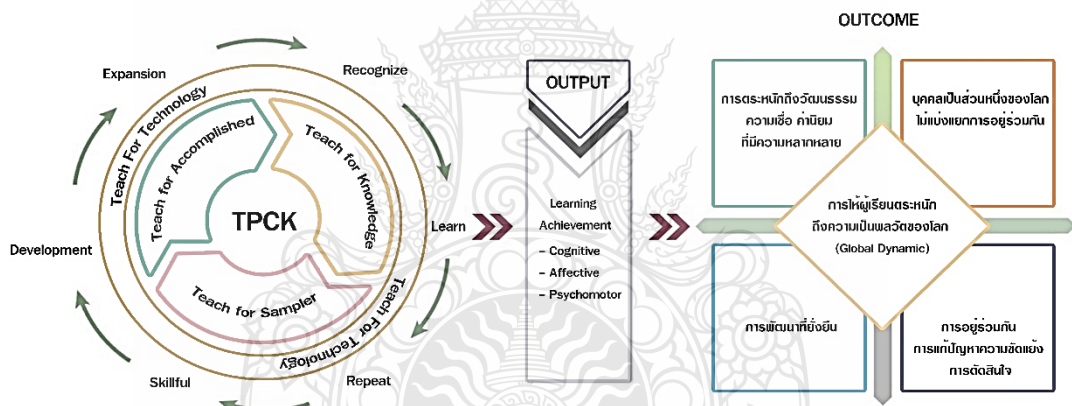 Expansion
Recognize
Learn
Repeat
Skillful
Development
Teach For Technology
Teach For Technology
Teach for Accomplished
Teach for Knowledge
Teach for Sampler
TPCK
OUTPUT
Learning
Achievement
- Cognitive
- Affective
- Psychomotor
OUTCOME
การตระหนักถึงวัฒนธรรม
ความเชื่อ ค่านิยม
ที่มีความหลากหลาย
บุคคลเป็นส่วนหนึ่งของโลก
ไม่แบ่งแยกการอยู่ร่วมกัน
การให้ผู้เรียนตระหนัก
ถึงความเป็นพลวัตของโลก
(Global Dynamic)
การพัฒนาที่ยั่งยืน
การอยู่ร่วมกัน
การแก้ปัญหาความขัดแย้ง
การตัดสินใจ